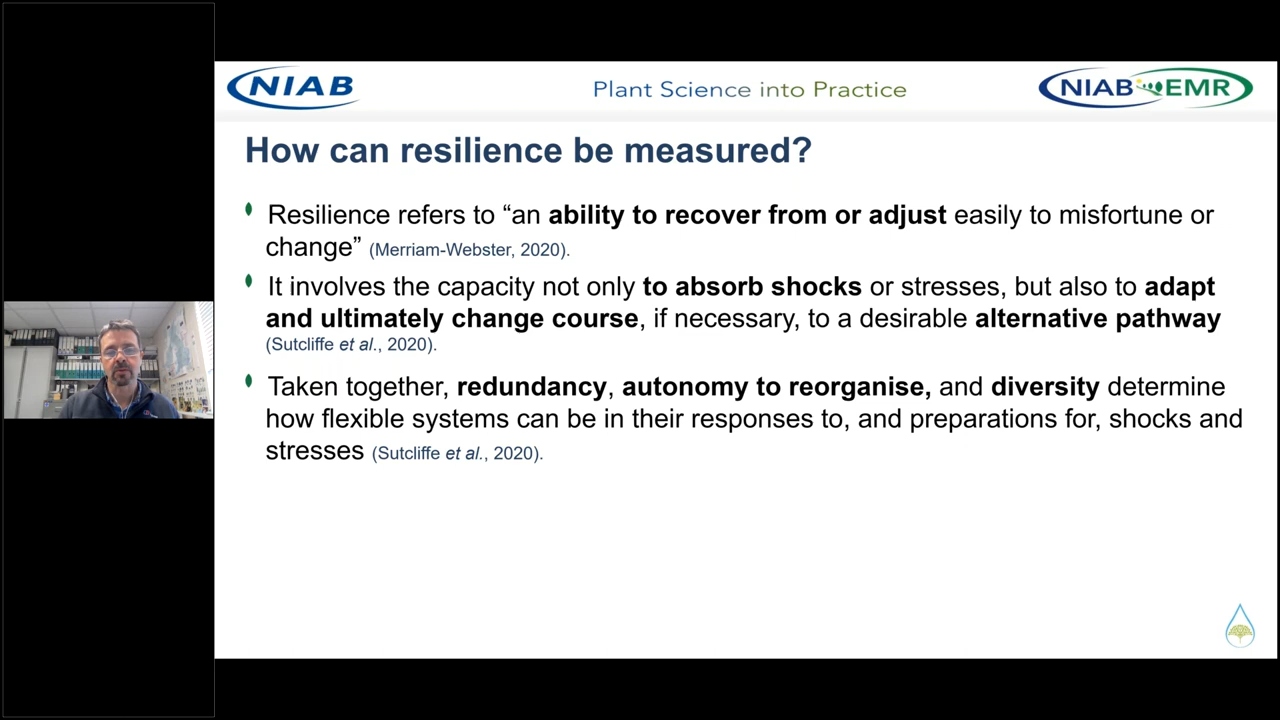 NIAB
Plant Science into Practice
NIAB EMR
How can resilience be measured?
Resilience refers to “an ability to recover from or adjust easily to misfortune or
change” (Merriam-Webster, 2020).
It involves the capacity not only to absorb shocks or stresses, but also to adapt
and ultimately change course, if necessary, to a desirable alternative pathway
(Sutcliffe et al., 2020).
Taken together, redundancy, autonomy to reorganise, and diversity determine
how flexible systems can be in their responses to, and preparations for, shocks and
stresses (Sutcliffe et al., 2020).